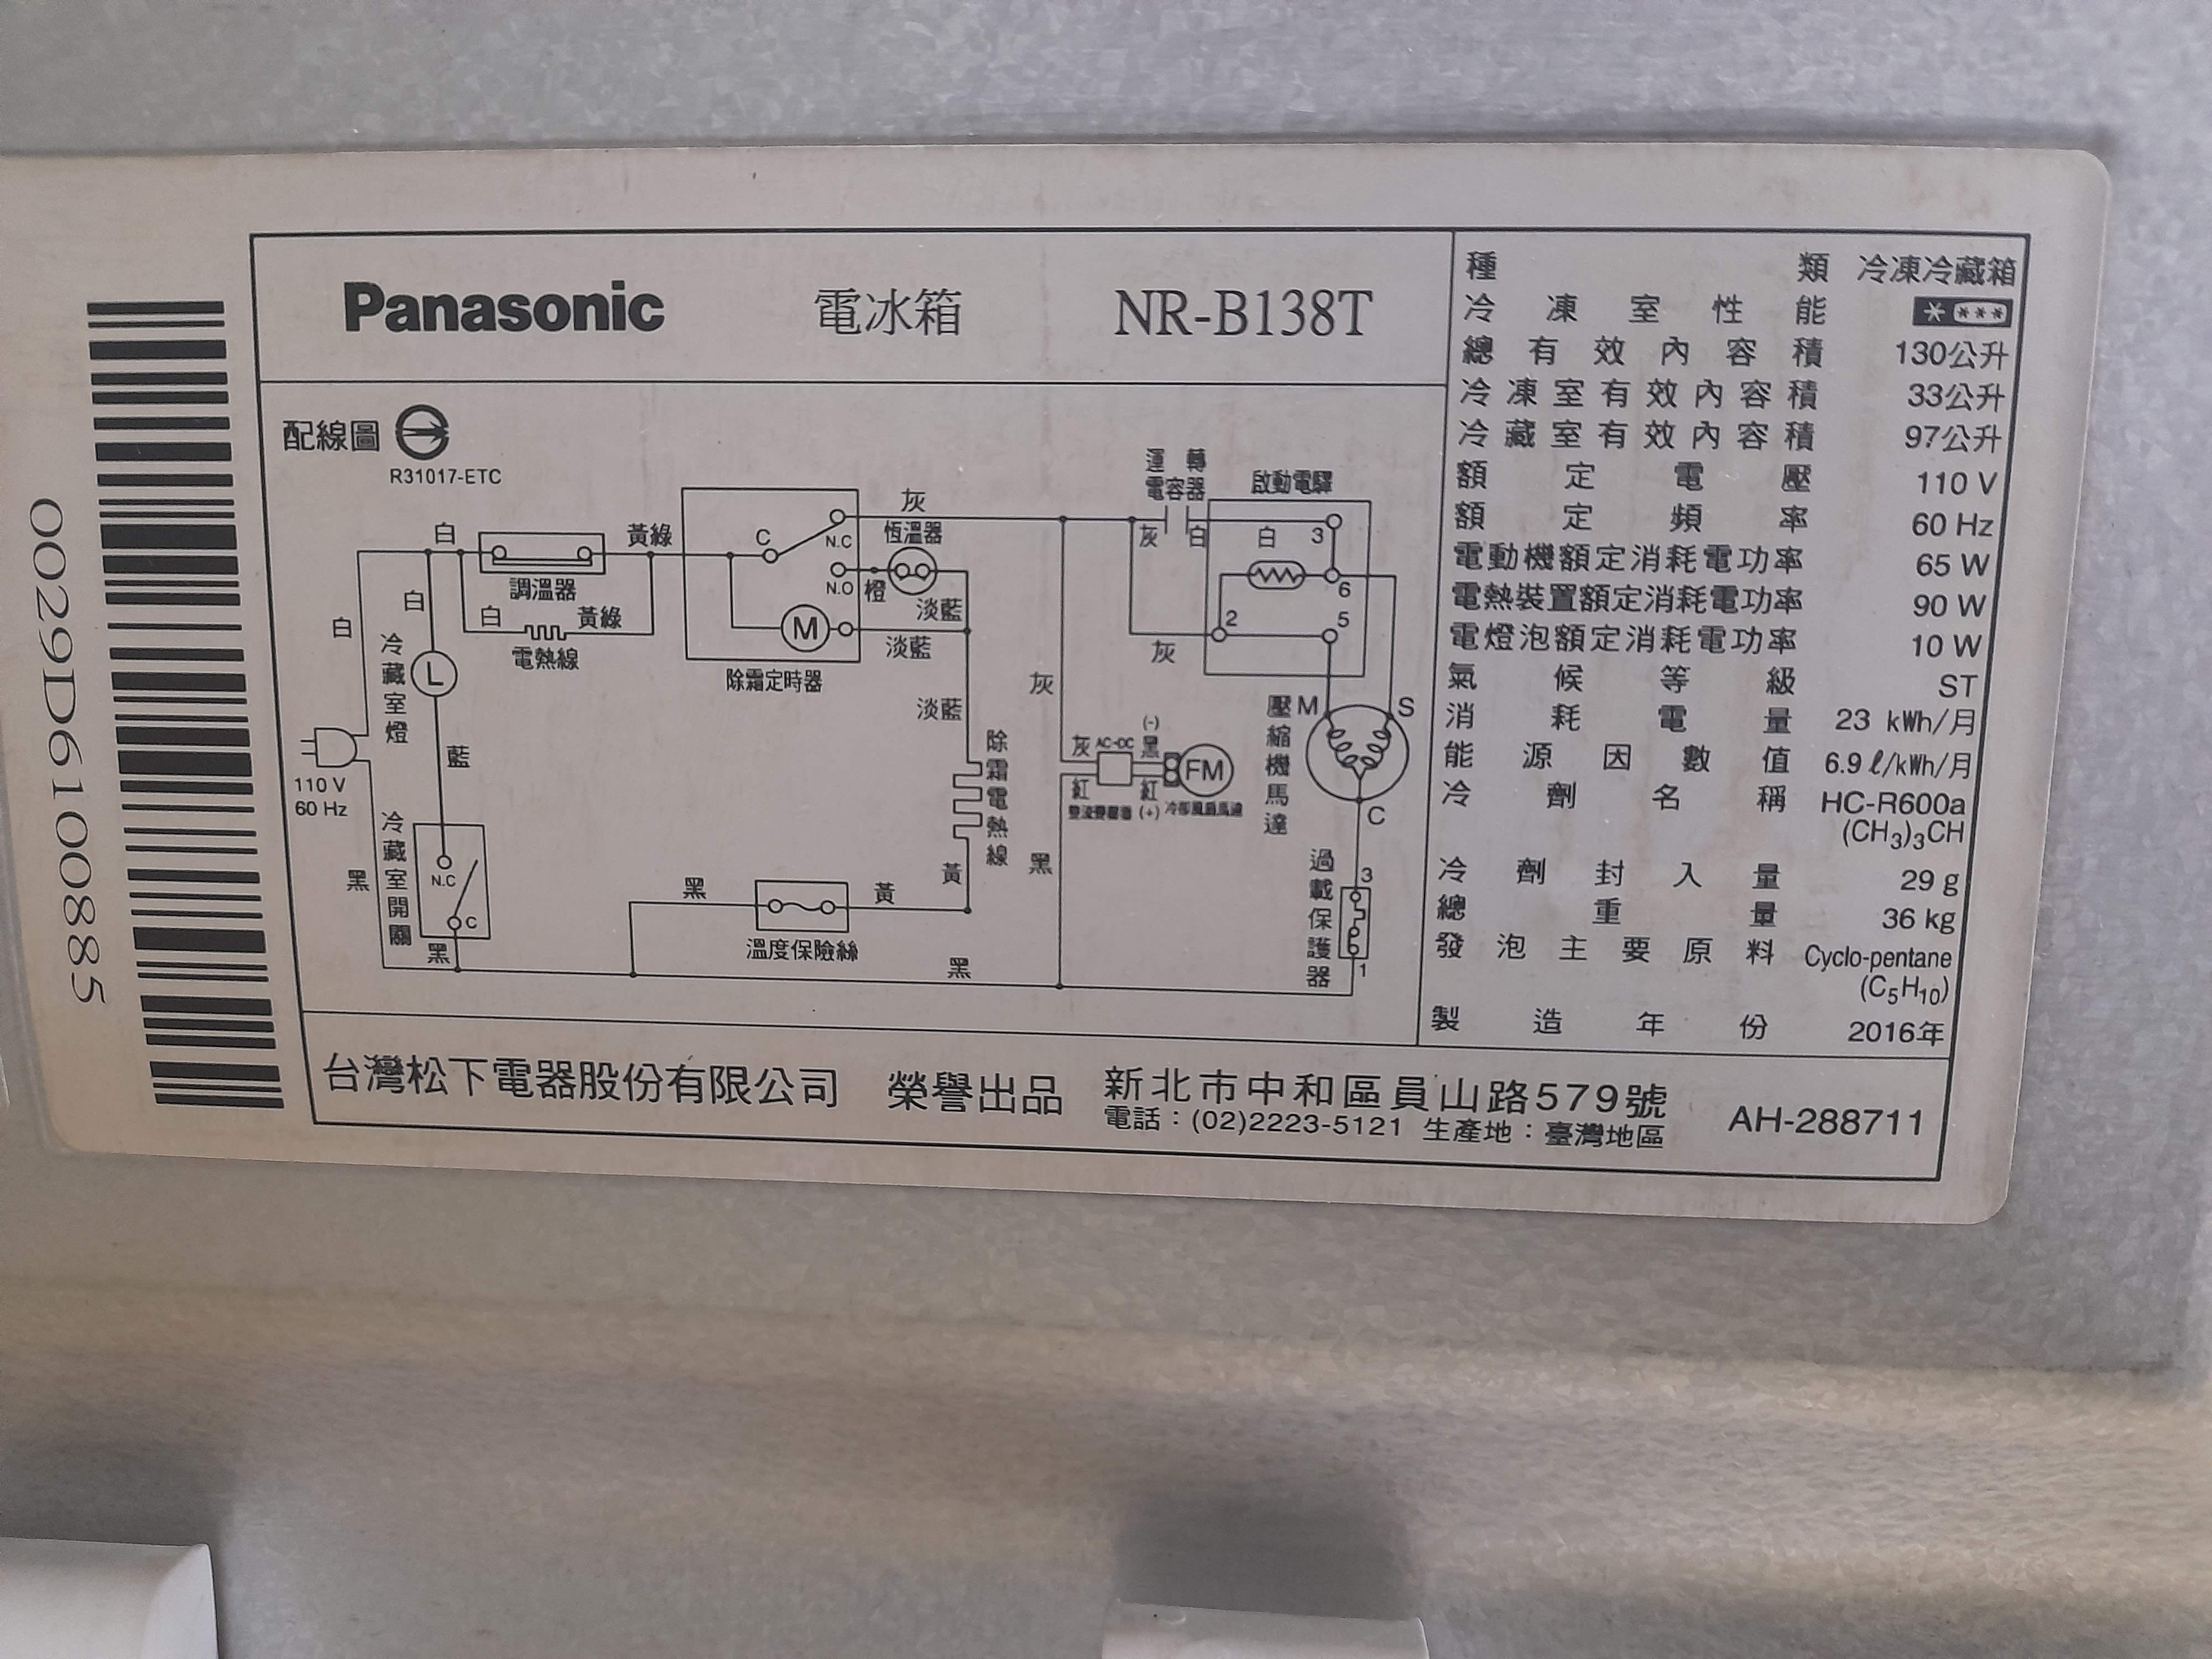 Panasonic 電冰箱 NR-B138T
配線圖
R31017-ETC
白
調溫器
黃綠
白
電熱線
黃綠
白
白
冷藏室燈
L
藍
110 V
60 Hz
黑
冷藏室開關
N.C
C
黑
C
N.C
N.O
M
除霜定時器
灰
恆溫器
橙
淡藍
淡藍
淡藍
除霜電熱線
黃
黑
溫度保險絲
黃
黑
灰
黑
運轉
電容器
灰
白
啟動電驛
白
3
6
2
5
灰
灰
AC-DC
(-)
黑
紅
紅
(+)
FM
冷卻風扇馬達
壓縮機馬達
M
S
C
過載保護器
3
1
種類 冷凍冷藏箱
冷凍室性能 * ***
總有效內容積 130公升
冷凍室有效內容積 33公升
冷藏室有效內容積 97公升
額定電壓 110 V
額定頻率 60 Hz
電動機額定消耗電功率 65 W
電熱裝置額定消耗電功率 90 W
電燈泡額定消耗電功率 10 W
氣候等級 ST
消耗電量 23 kWh/月
能源因數值 6.9 ℓ/kWh/月
冷劑名稱 HC-R600a
(CH₃)₃CH
冷劑封入量 29 g
總重量 36 kg
發泡主要原料 Cyclo-pentane
(C₅H₁₀)
製造年份 2016年
台灣松下電器股份有限公司 榮譽出品 新北市中和區員山路579號
電話：(02)2223-5121 生產地：臺灣地區
AH-288711
0029D6100885